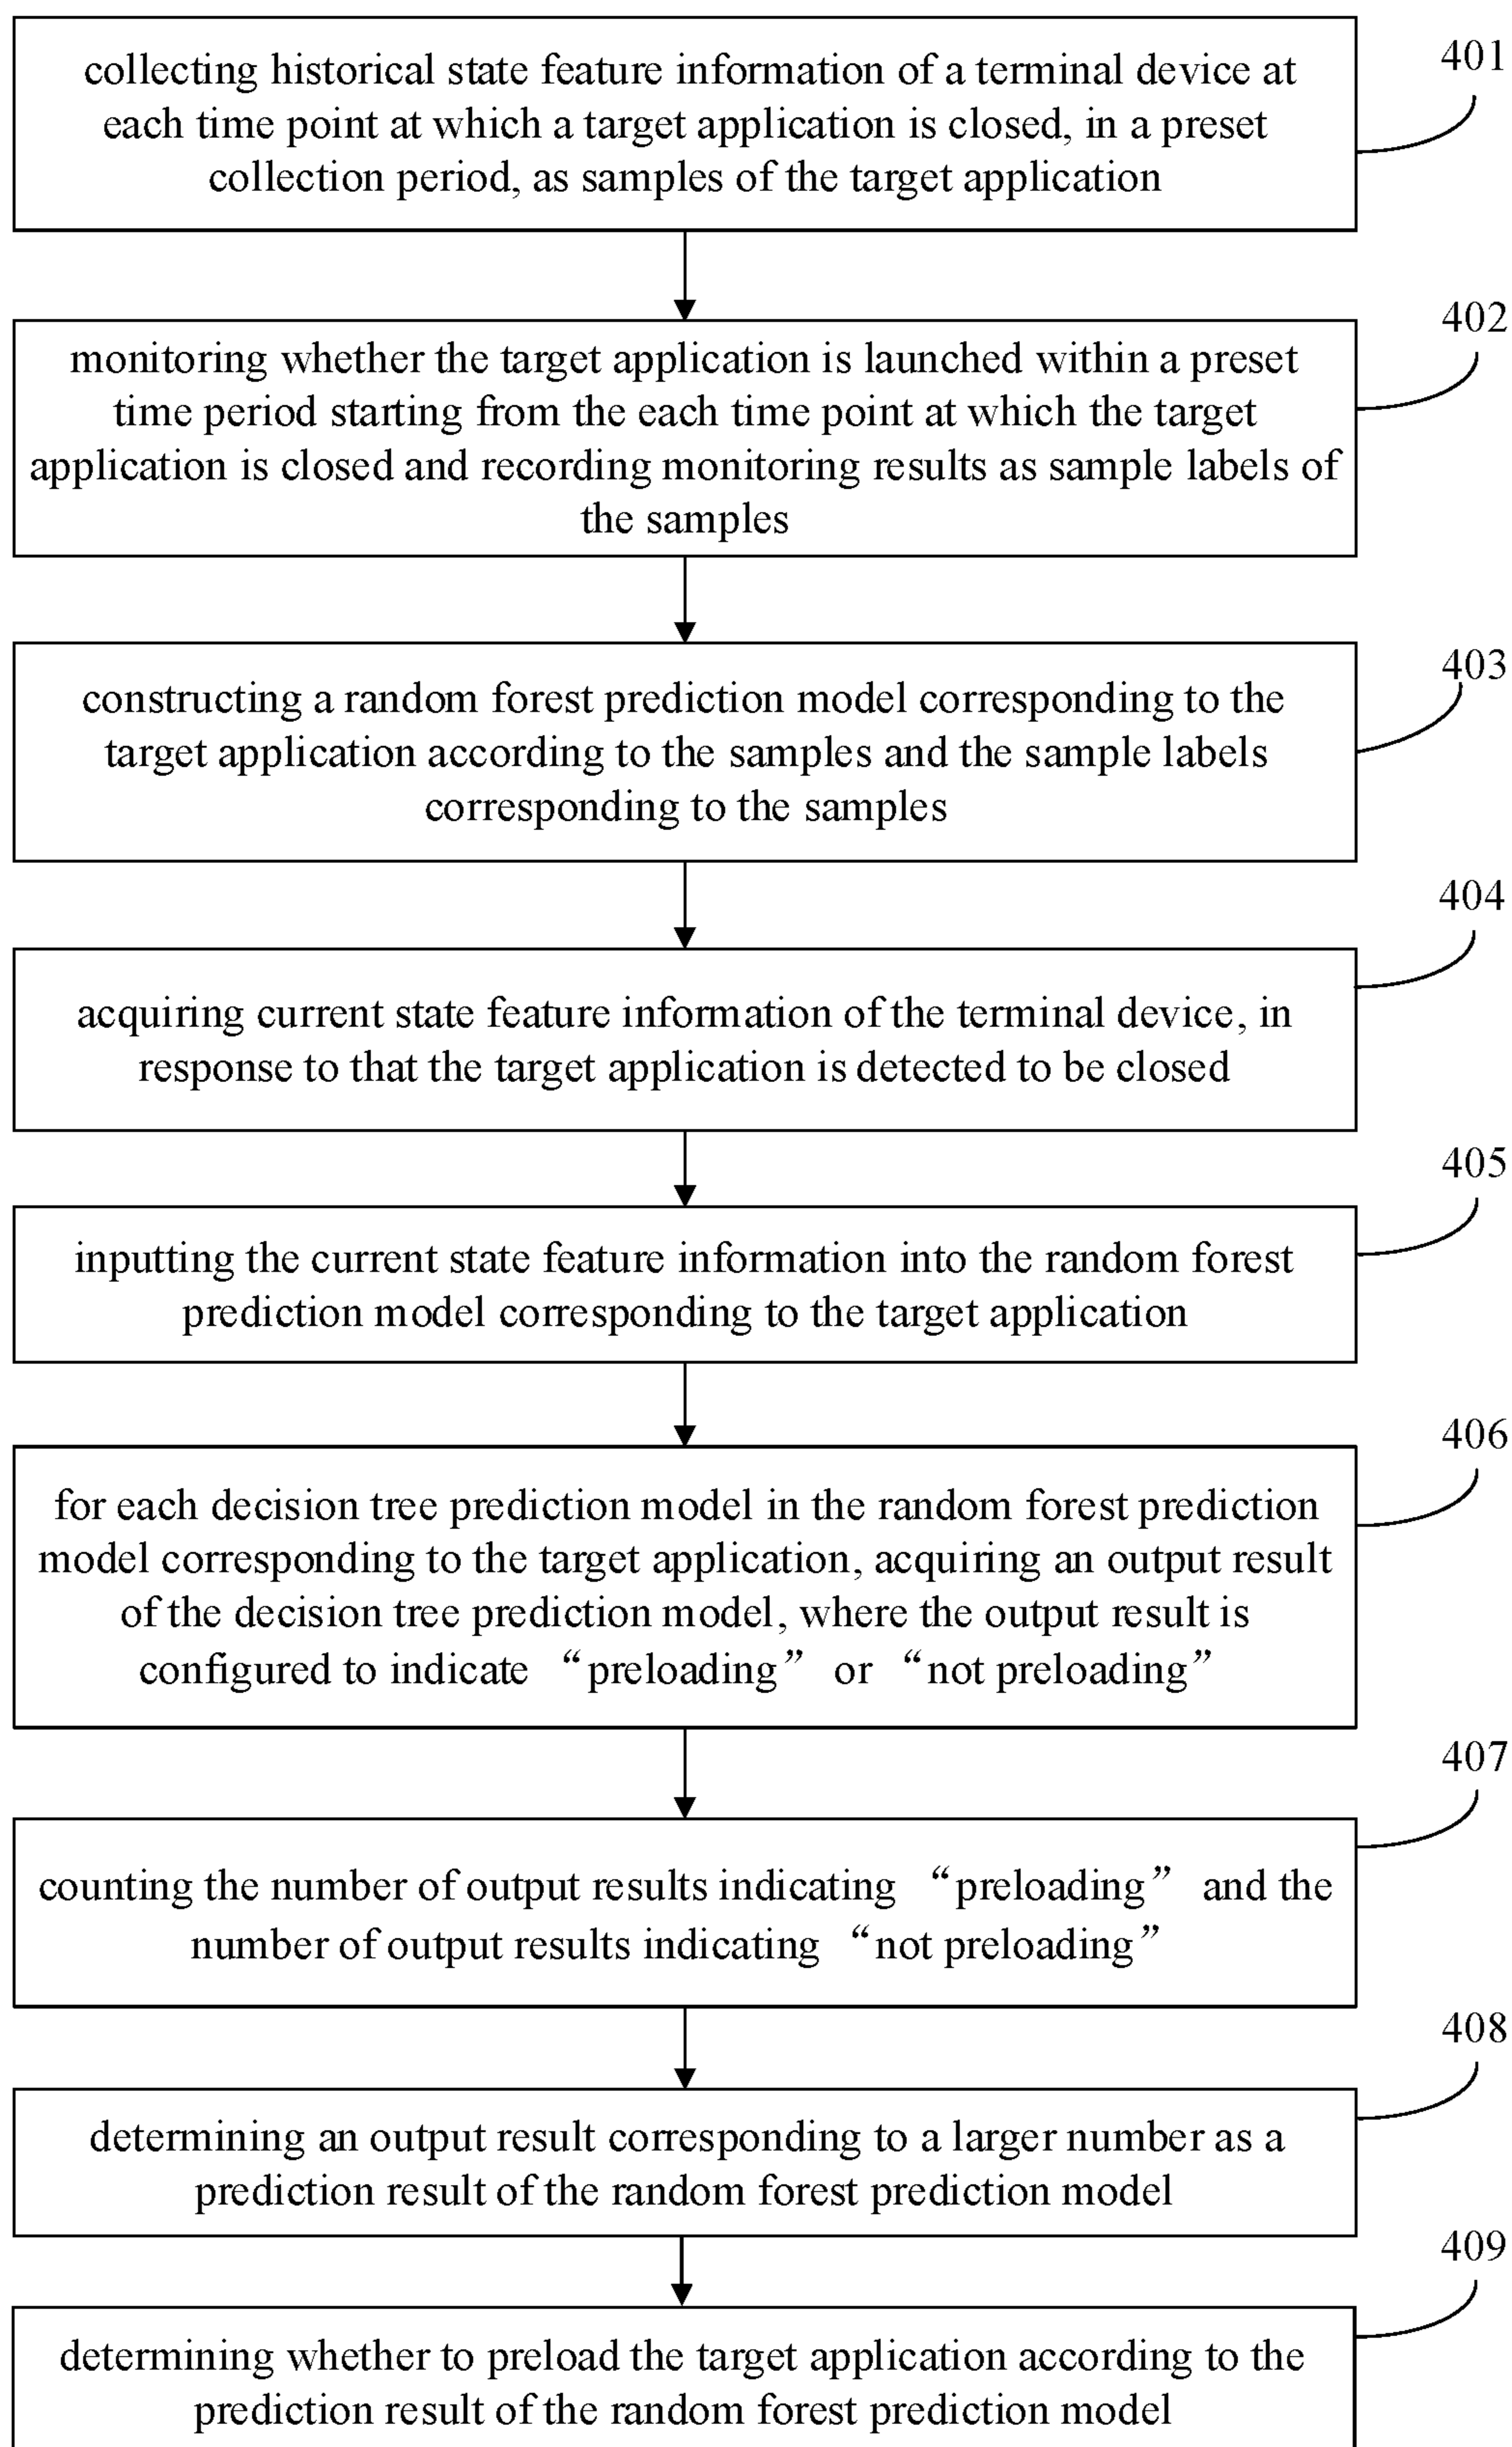 401
collecting historical state feature information of a terminal device at
each time point at which a target application is closed, in a preset
collection period, as samples of the target application
402
monitoring whether the target application is launched within a preset
time period starting from the each time point at which the target
application is closed and recording monitoring results as sample labels of
the samples
403
constructing a random forest prediction model corresponding to the
target application according to the samples and the sample labels
corresponding to the samples
404
acquiring current state feature information of the terminal device, in
response to that the target application is detected to be closed
405
inputting the current state feature information into the random forest
prediction model corresponding to the target application
406
for each decision tree prediction model in the random forest prediction
model corresponding to the target application, acquiring an output result
of the decision tree prediction model, where the output result is
configured to indicate “preloading” or “not preloading”
407
counting the number of output results indicating “preloading” and the
number of output results indicating “not preloading”
408
determining an output result corresponding to a larger number as a
prediction result of the random forest prediction model
409
determining whether to preload the target application according to the
prediction result of the random forest prediction model